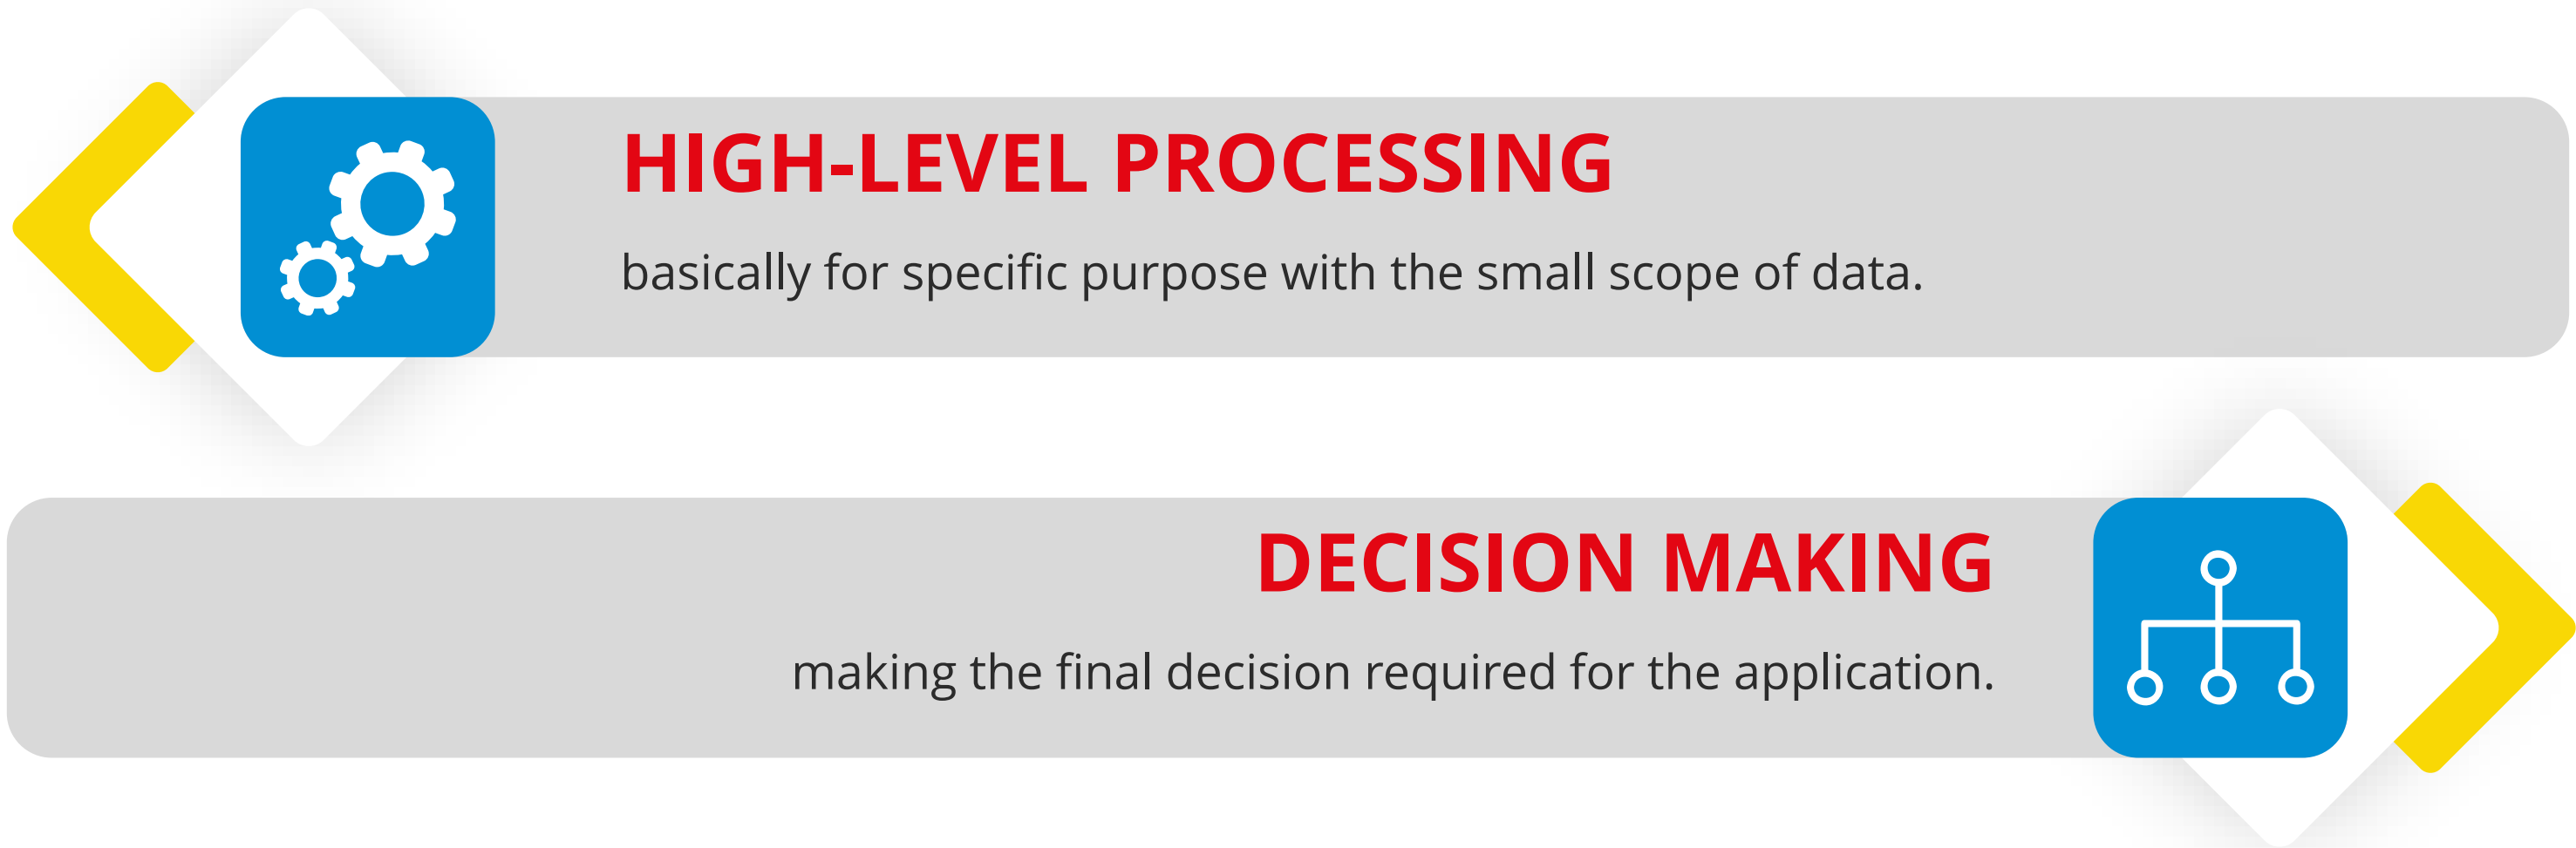 HIGH-LEVEL PROCESSING
basically for specific purpose with the small scope of data.
DECISION MAKING
making the final decision required for the application.